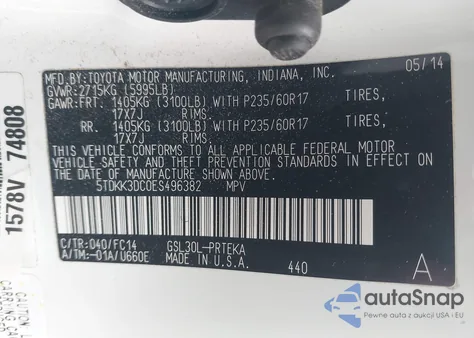 MFD.BY: TOYOTA MOTOR MANUFACTURING, INDIANA, INC. 05/14
GVWR: 2715KG (5995LB)
GAWR:FRT. 1405KG (3100LB) WITH P235/60R17 TIRES,
17X7J RIMS.
RR. 1405KG (3100LB) WITH P235/60R17 TIRES,
17X7J RIMS.
THIS VEHICLE CONFORMS TO ALL APPLICABLE FEDERAL MOTOR
VEHICLE SAFETY AND THEFT PREVENTION STANDARDS IN EFFECT ON
THE DATE OF MANUFACTURE SHOWN ABOVE.
5TDKK3DC0ES496382 MPV
C/TR: 040/FC14 GSL30L-PRTEKA
A/TM: -01A/U660E MADE IN U.S.A. 440 A
1578V 74808
autoSnap
Pewne auto z USA i EU